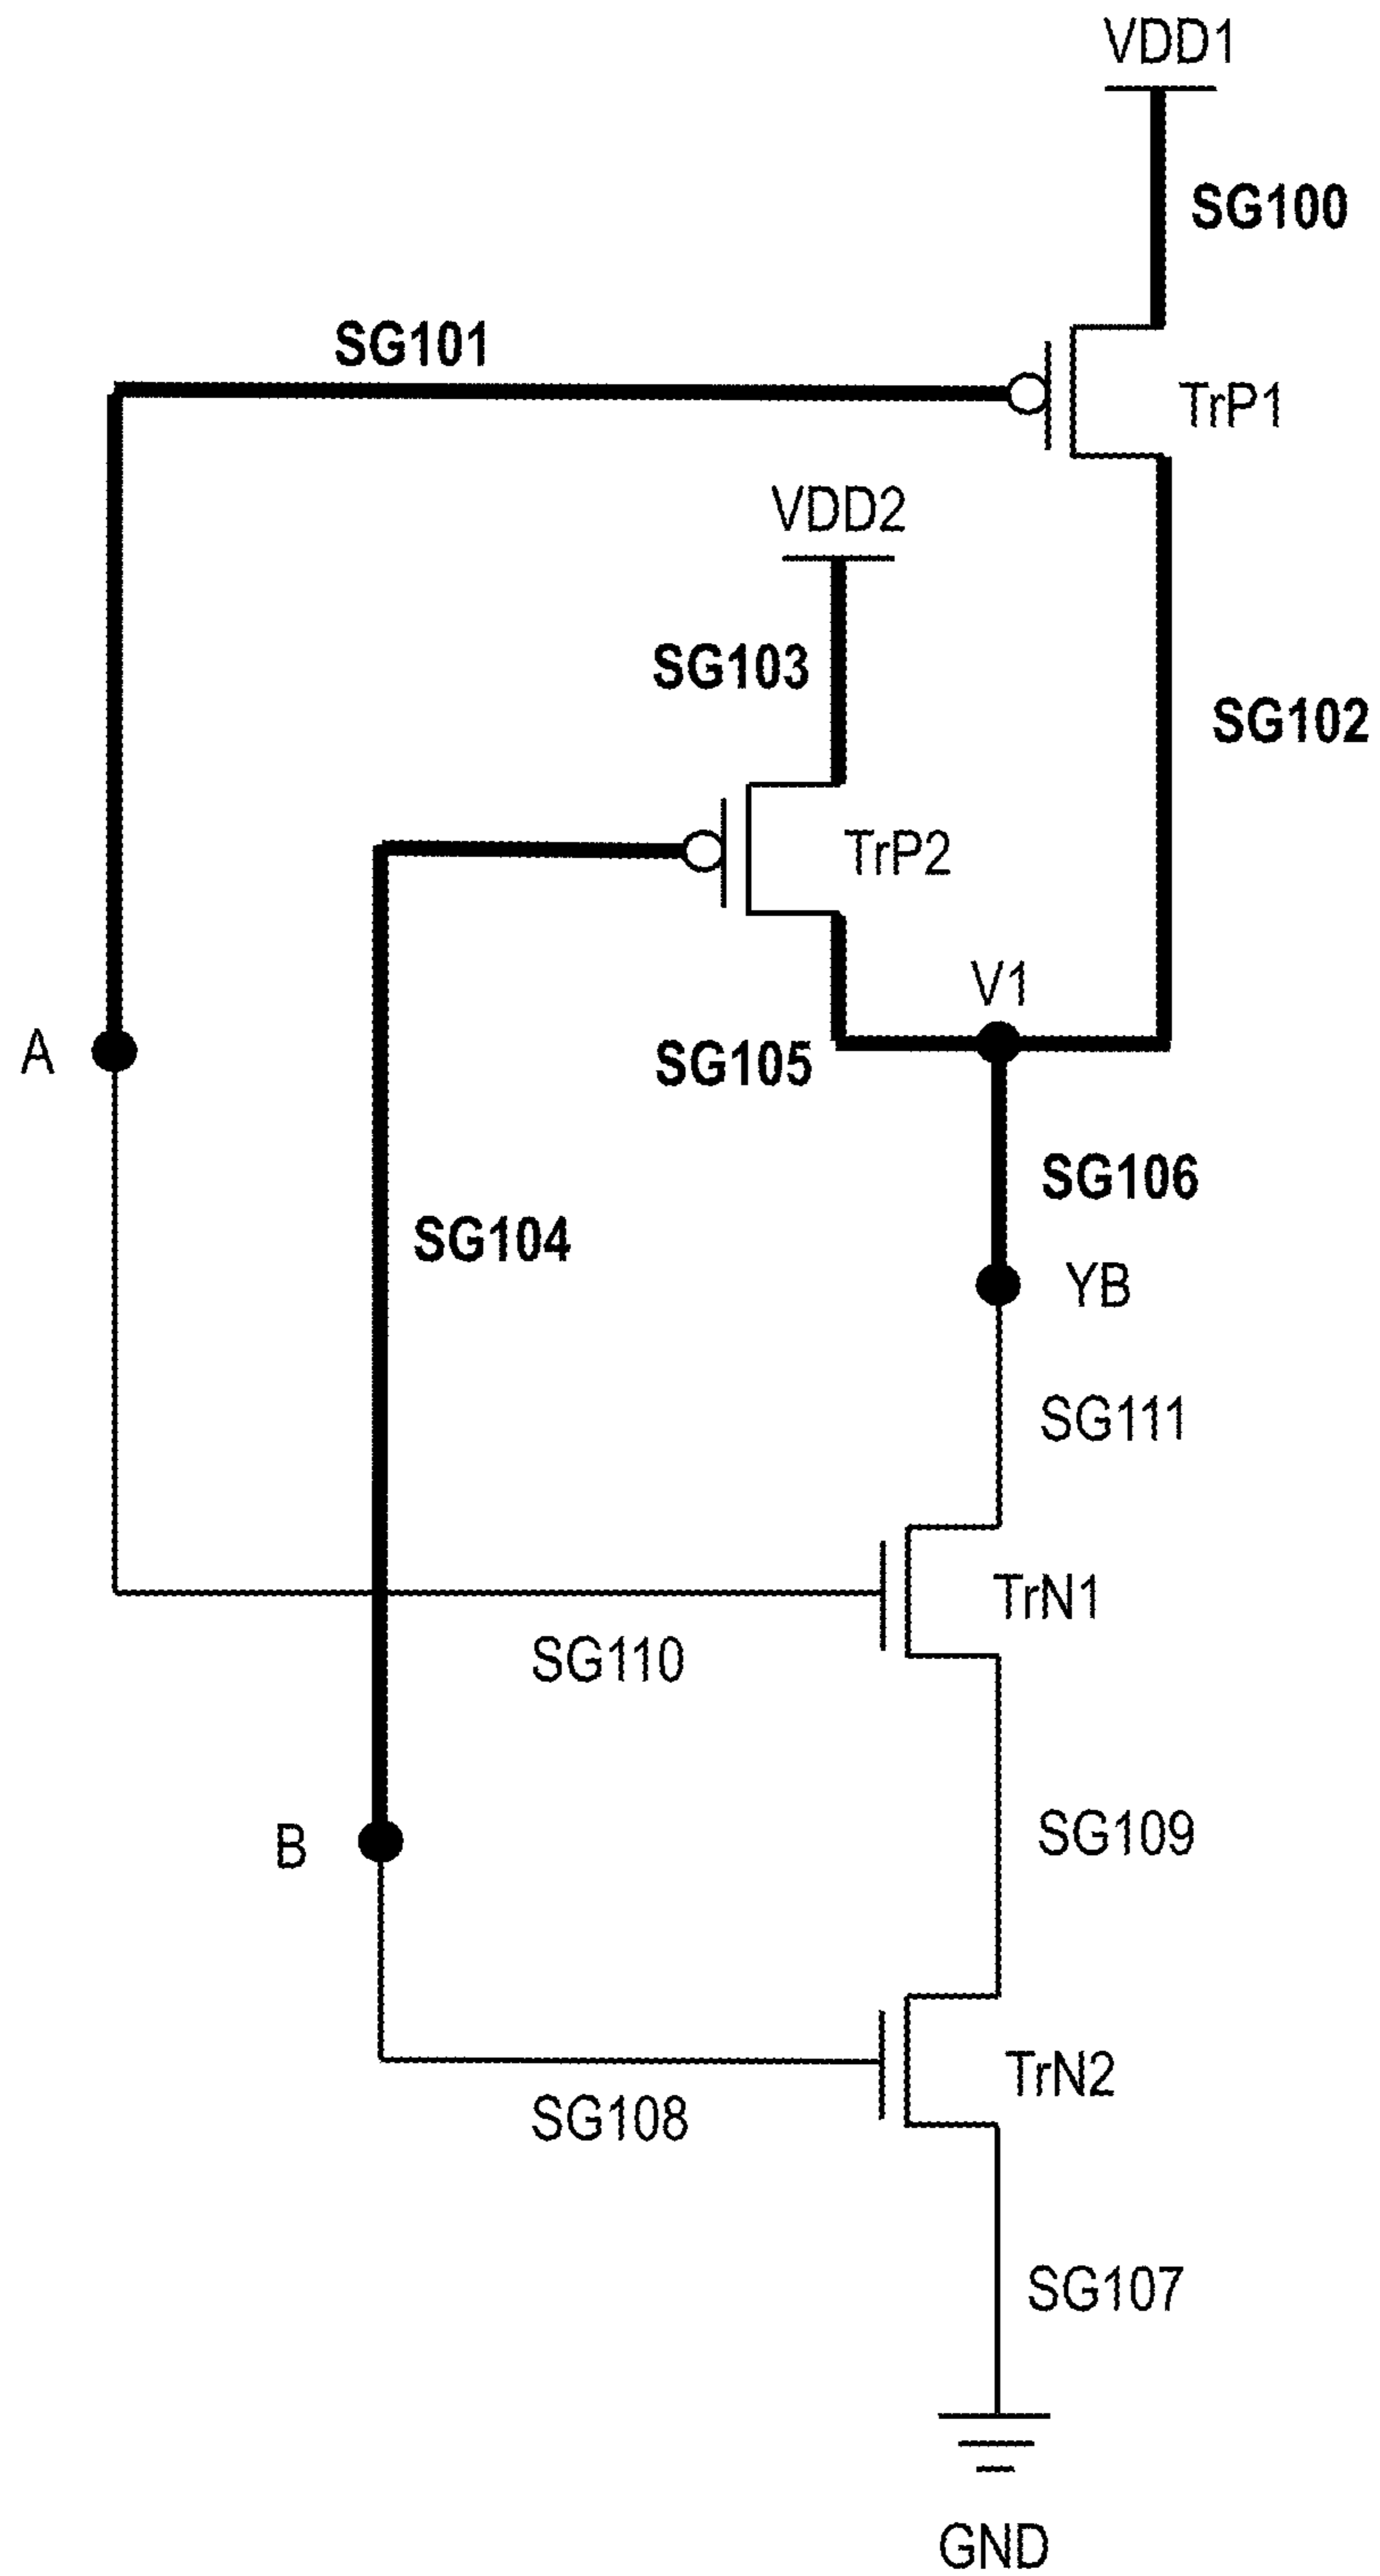 VDD1
SG100
SG101
TrP1
VDD2
SG103
SG102
TrP2
V1
A
SG105
SG106
SG104
YB
SG111
TrN1
SG110
SG109
B
TrN2
SG108
SG107
GND